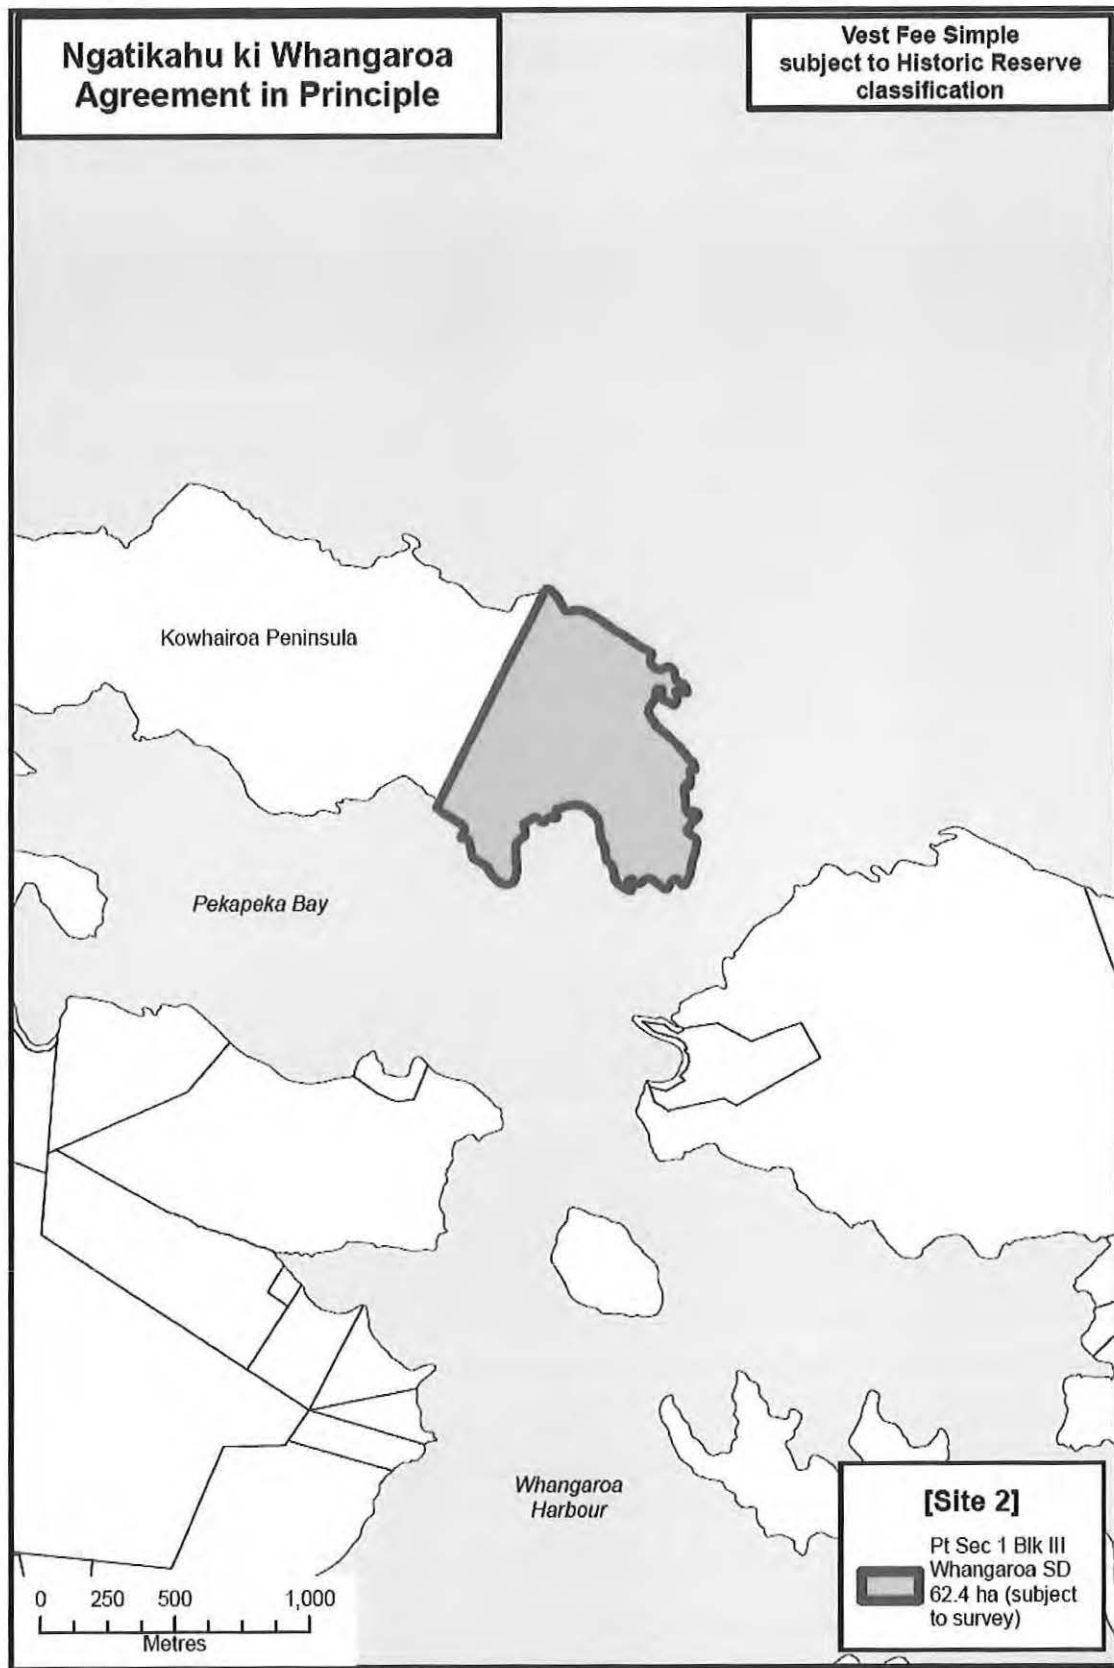 Ngatikahu ki Whangaroa
Agreement in Principle
Vest Fee Simple
subject to Historic Reserve
classification
Kowhairoa Peninsula
Pekapeka Bay
Whangaroa
Harbour
[Site 2]
Pt Sec 1 Blk III
Whangaroa SD
62.4 ha (subject
to survey)
0 250 500 1,000
Metres